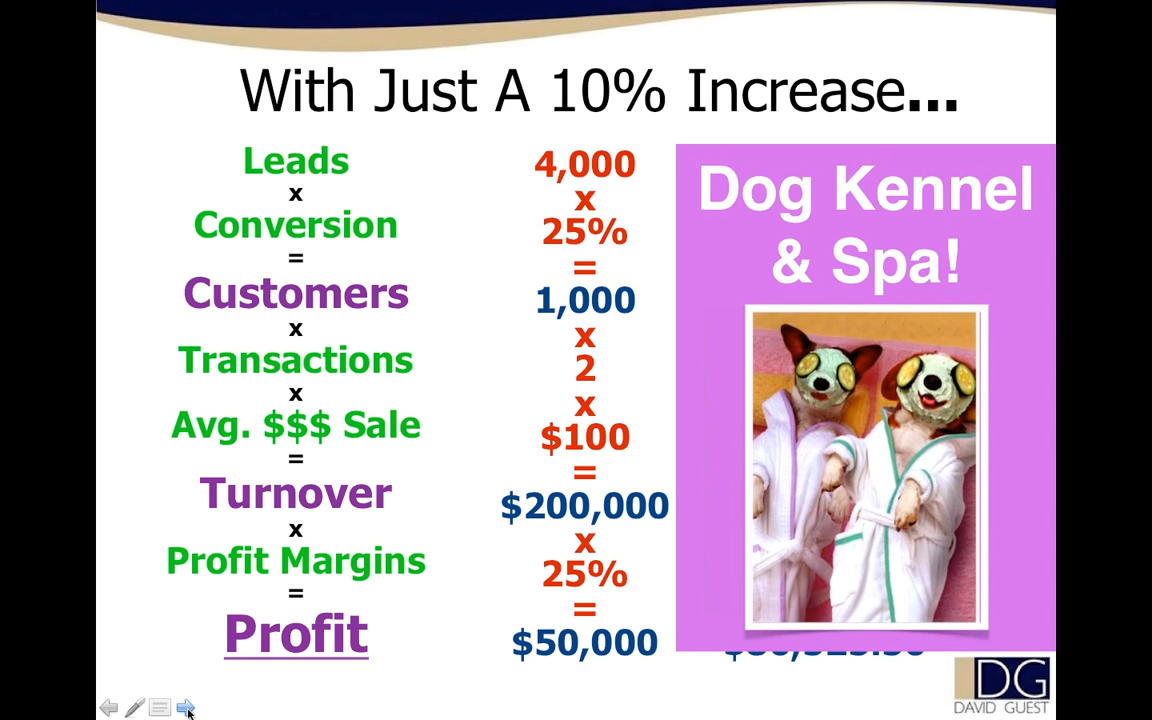 With Just A 10% Increase...
Leads
x
Conversion
=
Customers
x
Transactions
x
Avg. $$$ Sale
=
Turnover
x
Profit Margins
=
Profit
4,000
x
25%
=
1,000
x
2
x
$100
=
$200,000
x
25%
=
$50,000
Dog Kennel
& Spa!
DG
DAVID GUEST